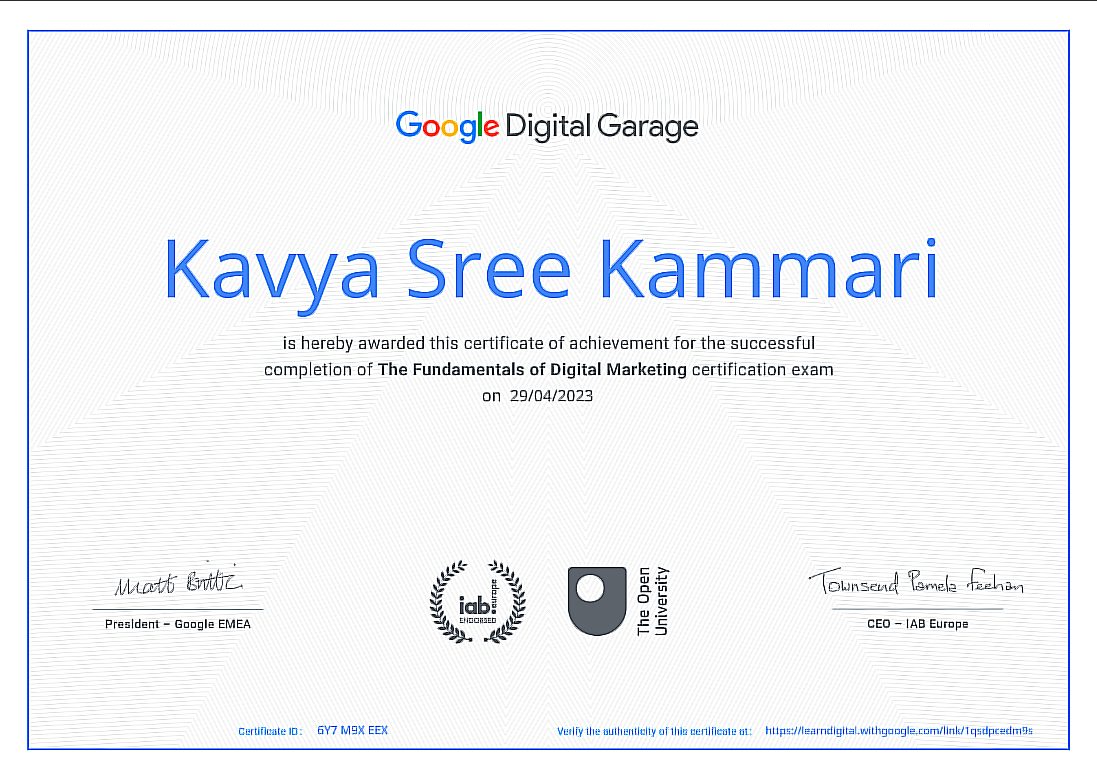 Google Digital Garage
Kavya Sree Kammari
is hereby awarded this certificate of achievement for the successful
completion of The Fundamentals of Digital Marketing certification exam
on 29/04/2023
Matt Brittin
President – Google EMEA
iab europe
ENDORSED
The Open
University
Townsend Pamela Feehan
CEO – IAB Europe
Certificate ID: 6Y7 M9X EEX
Verify the authenticity of this certificate at: https://learndigital.withgoogle.com/link/1qsdpcedm9s